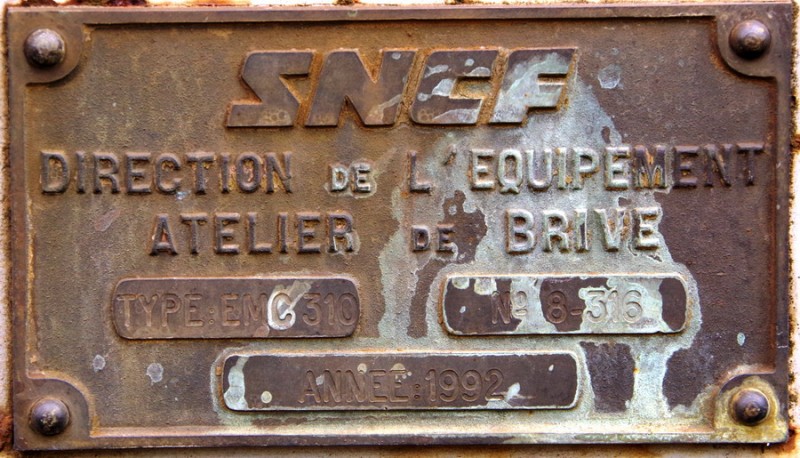 SNCF
DIRECTION DE L'EQUIPEMENT
ATELIER DE BRIVE
TYPE:EMC 310 Nº 8-316
ANNEE:1992